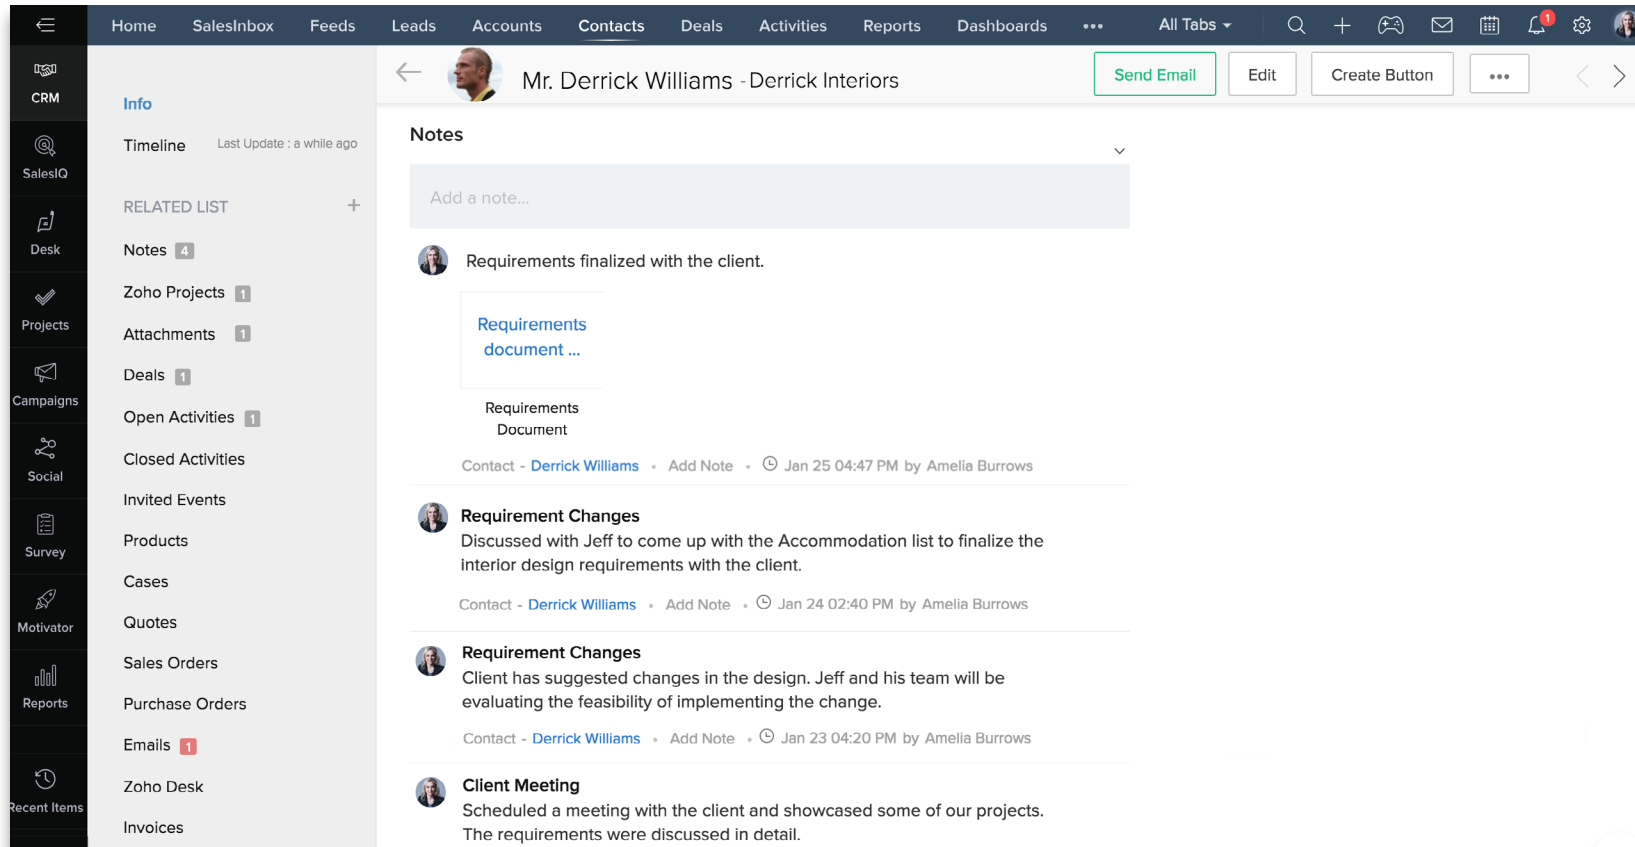 Home SalesInbox Feeds Leads Accounts Contacts Deals Activities Reports Dashboards ••• All Tabs 1
CRM
SalesIQ
Desk
Projects
Campaigns
Social
Survey
Motivator
Reports
Recent Items
Info
Timeline Last Update : a while ago
RELATED LIST +
Notes 4
Zoho Projects 1
Attachments 1
Deals 1
Open Activities 1
Closed Activities
Invited Events
Products
Cases
Quotes
Sales Orders
Purchase Orders
Emails 1
Zoho Desk
Invoices
Mr. Derrick Williams - Derrick Interiors
Send Email Edit Create Button •••
Notes
Add a note...
Requirements finalized with the client.
Requirements
document ...
Requirements
Document
Contact - Derrick Williams • Add Note • Jan 25 04:47 PM by Amelia Burrows
Requirement Changes
Discussed with Jeff to come up with the Accommodation list to finalize the
interior design requirements with the client.
Contact - Derrick Williams • Add Note • Jan 24 02:40 PM by Amelia Burrows
Requirement Changes
Client has suggested changes in the design. Jeff and his team will be
evaluating the feasibility of implementing the change.
Contact - Derrick Williams • Add Note • Jan 23 04:20 PM by Amelia Burrows
Client Meeting
Scheduled a meeting with the client and showcased some of our projects.
The requirements were discussed in detail.